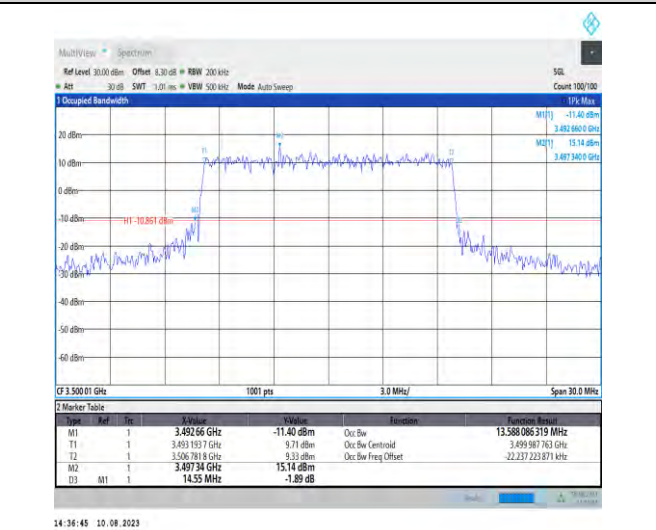 MultiView Spectrum
Ref Level 30.00 dBm Offset 8.30 dB RBW 200 kHz SGL
Att 30 dB SWT 1.01 ms VBW 500 kHz Mode Auto Sweep Count 100/100
1 Occupied Bandwidth 1Pk Max
M1[1] -11.40 dBm
3.492 660 0 GHz
M2[1] 15.14 dBm
3.497 340 0 GHz
20 dBm
10 dBm
0 dBm
-10 dBm
H1 -10.861 dBm
-20 dBm
-30 dBm
-40 dBm
-50 dBm
-60 dBm
T1
M2
T2
CF 3.500 01 GHz 1001 pts 3.0 MHz/ Span 30.0 MHz
2 Marker Table
Type Ref Trc X-Value Y-Value Function Function Result
M1 1 3.492 66 GHz -11.40 dBm Occ Bw 13.588 086 319 MHz
T1 1 3.493 193 7 GHz 9.71 dBm Occ Bw Centroid 3.499 987 763 GHz
T2 1 3.506 781 8 GHz 9.33 dBm Occ Bw Freq Offset -22.237 223 871 kHz
M2 1 3.497 34 GHz 15.14 dBm
D3 M1 1 14.55 MHz -1.89 dB
14:36:45 10.08.2023